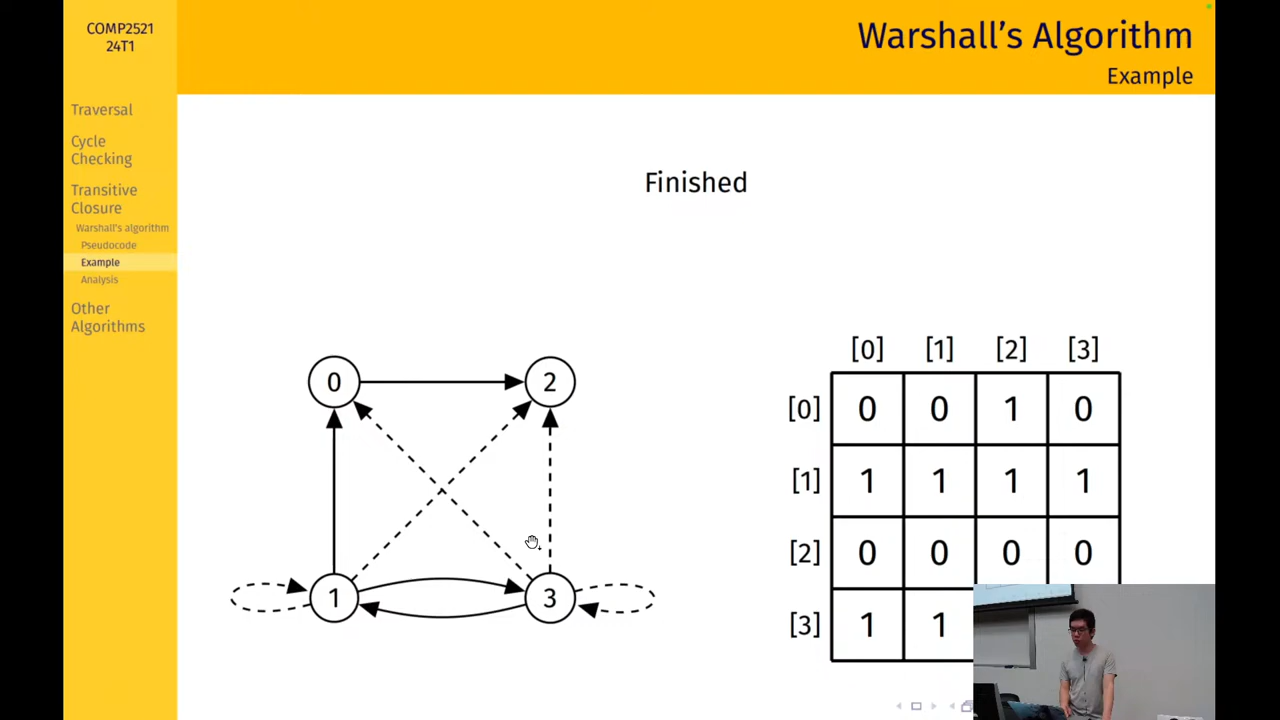 COMP2521
24T1
Warshall's Algorithm
Example
Traversal
Cycle
Checking
Transitive
Closure
Warshall's algorithm
Pseudocode
Example
Analysis
Other
Algorithms
Finished
0
2
1
3
[0] [1] [2] [3]
[0] 0 0 1 0
[1] 1 1 1 1
[2] 0 0 0 0
[3] 1 1